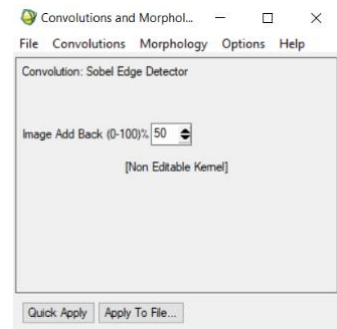 Convolutions and Morphol...
File Convolutions Morphology Options Help
Convolution: Sobel Edge Detector
Image Add Back (0-100)% 50
[Non Editable Kernel]
Quick Apply Apply To File...